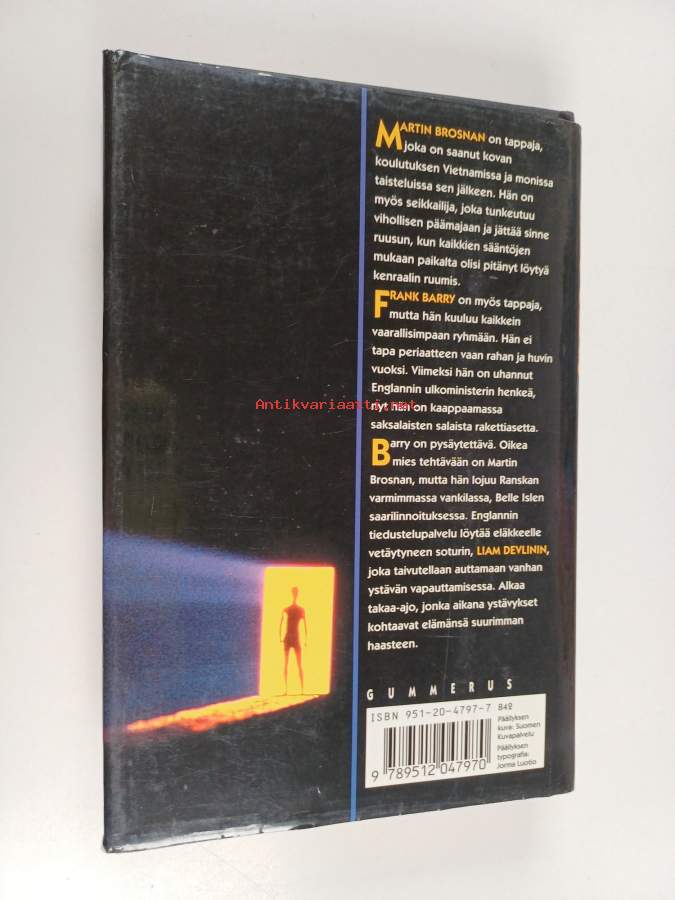 MARTIN BROSNAN on tappaja,
joka on saanut kovan
koulutuksen Vietnamissa ja monissa
taisteluissa sen jälkeen. Hän on
myös seikkailija, joka tunkeutuu
vihollisen päämajaan ja jättää sinne
ruusun, kun kaikkien sääntöjen
mukaan paikalta olisi pitänyt löytyä
kenraalin ruumis.
FRANK BARRY on myös tappaja,
mutta hän kuuluu kaikkein
vaarallisimpaan ryhmään. Hän ei
tapa periaatteen vaan rahan ja huvin
vuoksi. Viimeksi hän on uhannut
Englannin ulkoministerin henkeä,
Antikvariaatti.net
nyt hän on kaappaamassa
saksalaisten salaista rakettiasetta.
Barry on pysäytettävä. Oikea
mies tehtävään on Martin
Brosnan, mutta hän lojuu Ranskan
varmimmassa vankilassa, Belle Islen
saarilinnoituksessa. Englannin
tiedustelupalvelu löytää eläkkeelle
vetäytyneen soturin, LIAM DEVLININ,
joka taivutellaan auttamaan vanhan
ystävän vapauttamisessa. Alkaa
takaa-ajo, jonka aikana ystävykset
kohtaavat elämänsä suurimman
haasteen.
GUMMERUS
ISBN 951-20-4797-7 842
Päällyksen
kuva: Suomen
Kuvapalvelu
Päällyksen
typografia:
Jorma Luotio
9 789512 047970